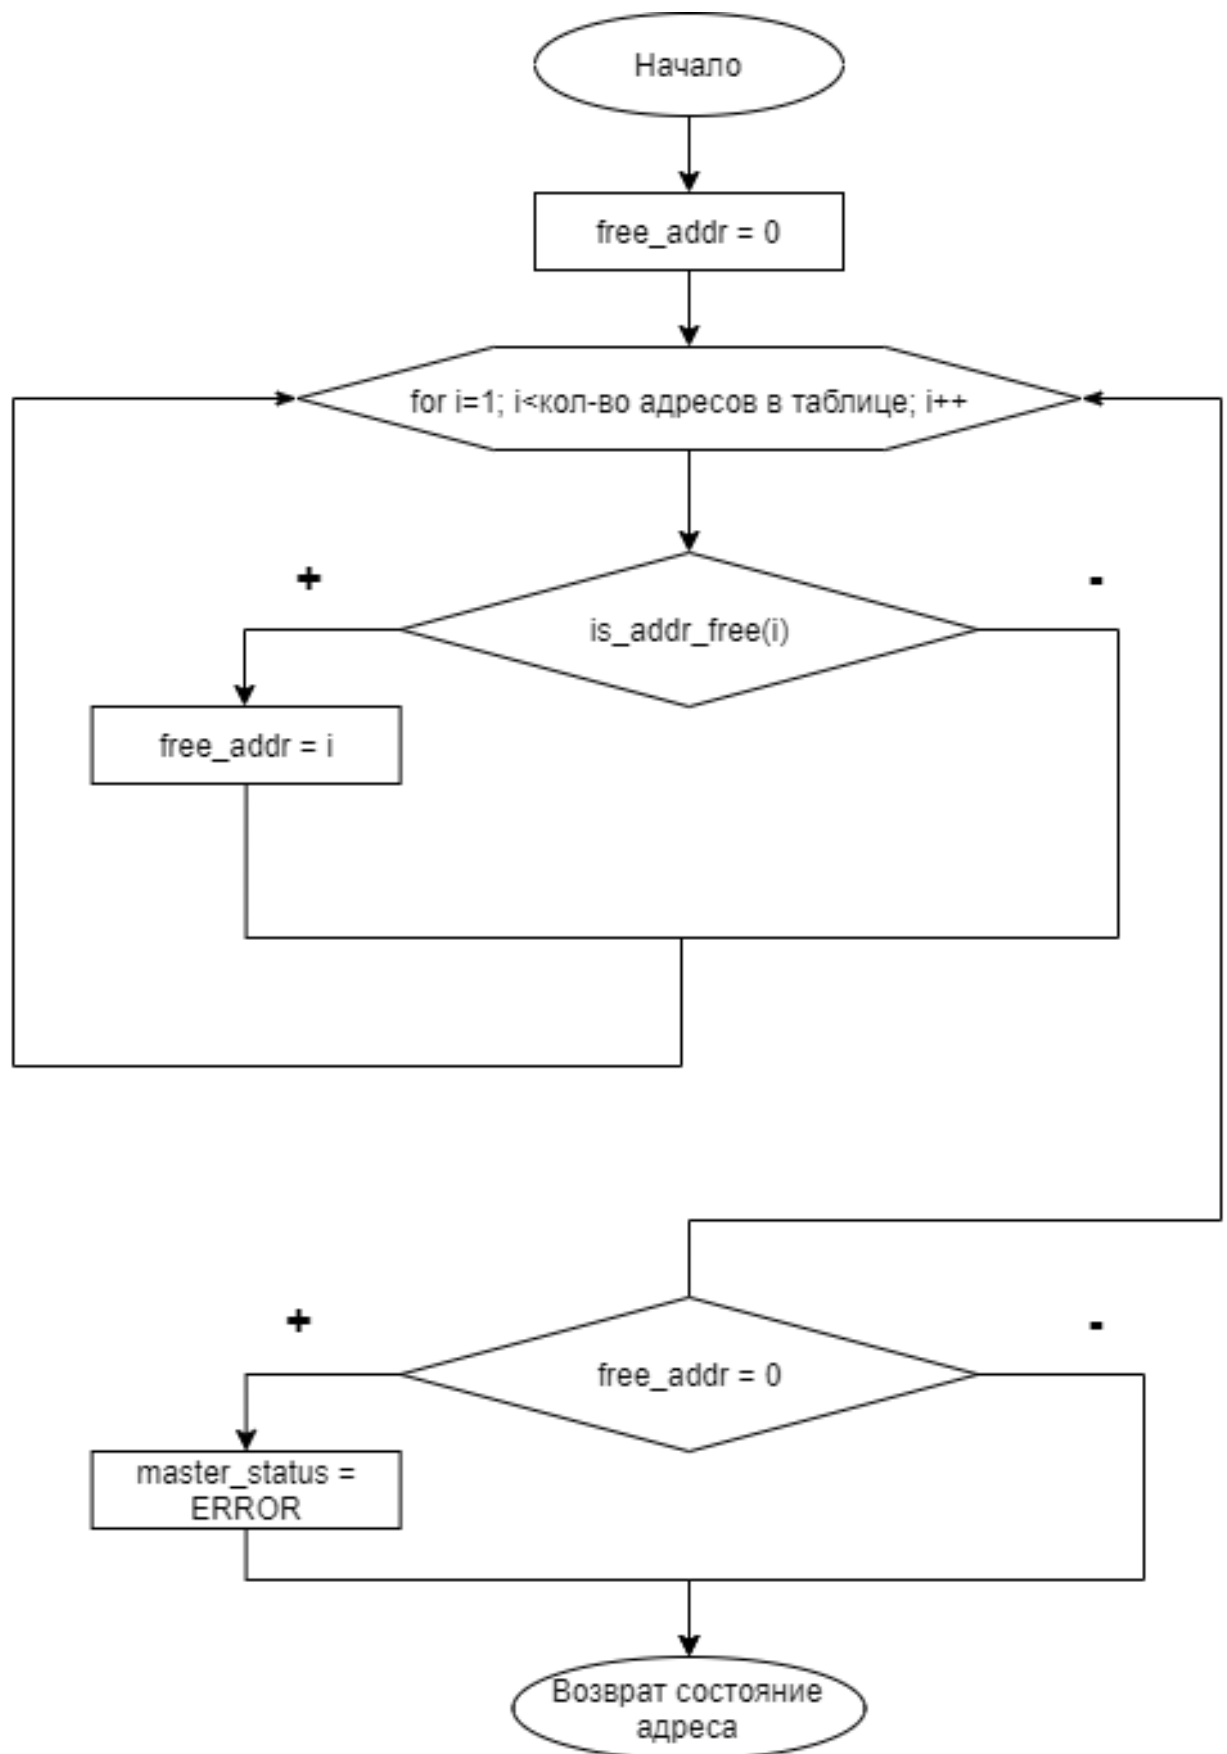 Начало
free_addr = 0
for i=1; i<кол-во адресов в таблице; i++
+
-
is_addr_free(i)
free_addr = i
+
-
free_addr = 0
master_status =
ERROR
Возврат состояние
адреса